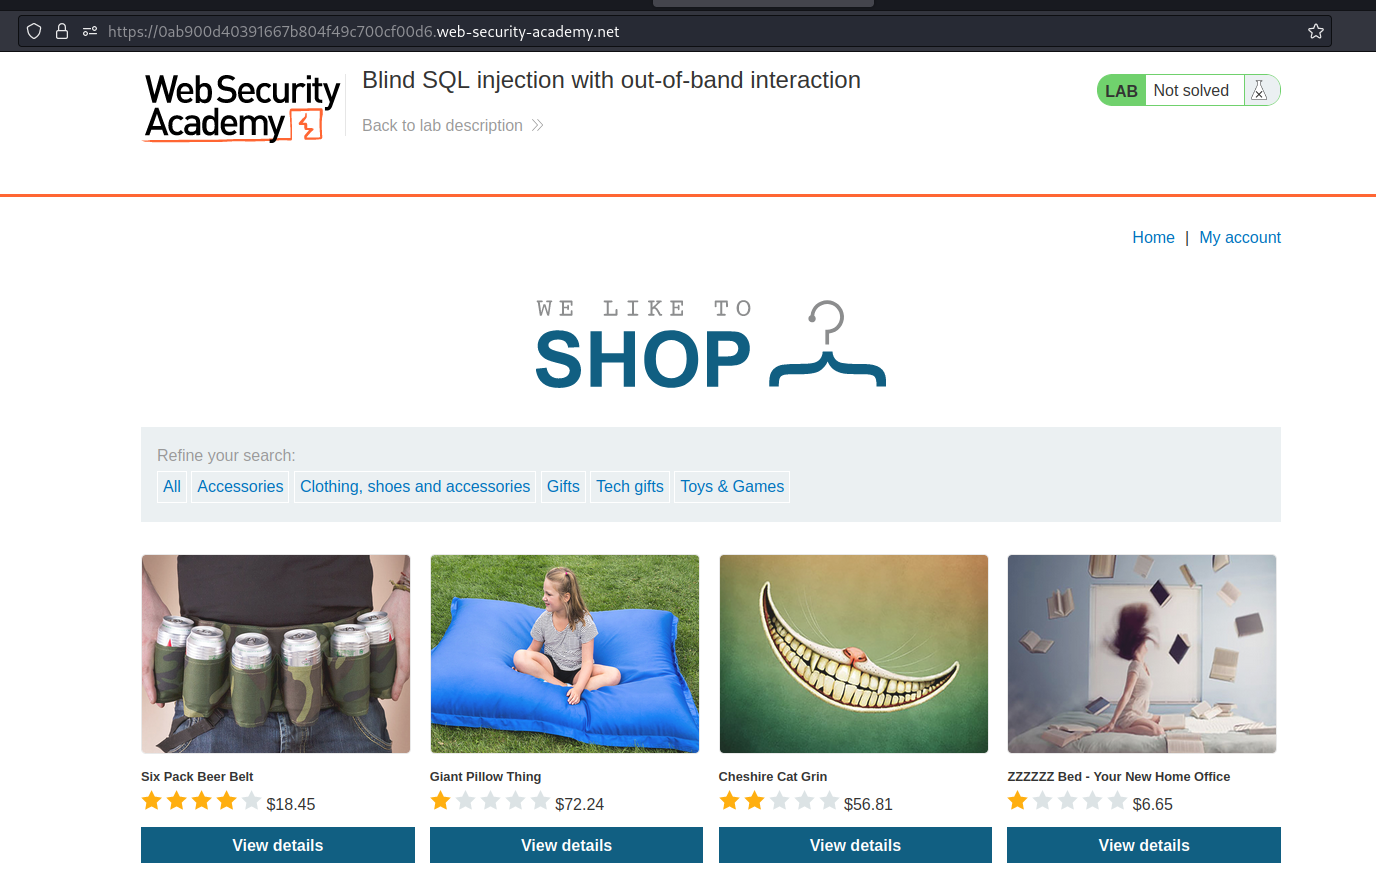 https://0ab900d40391667b804f49c700cf00d6.web-security-academy.net
Web Security Academy
Blind SQL injection with out-of-band interaction
Back to lab description
LAB Not solved
Home | My account
WE LIKE TO
SHOP
Refine your search:
All Accessories Clothing, shoes and accessories Gifts Tech gifts Toys & Games
Six Pack Beer Belt Giant Pillow Thing Cheshire Cat Grin ZZZZZZ Bed - Your New Home Office
$18.45 $72.24 $56.81 $6.65
View details View details View details View details